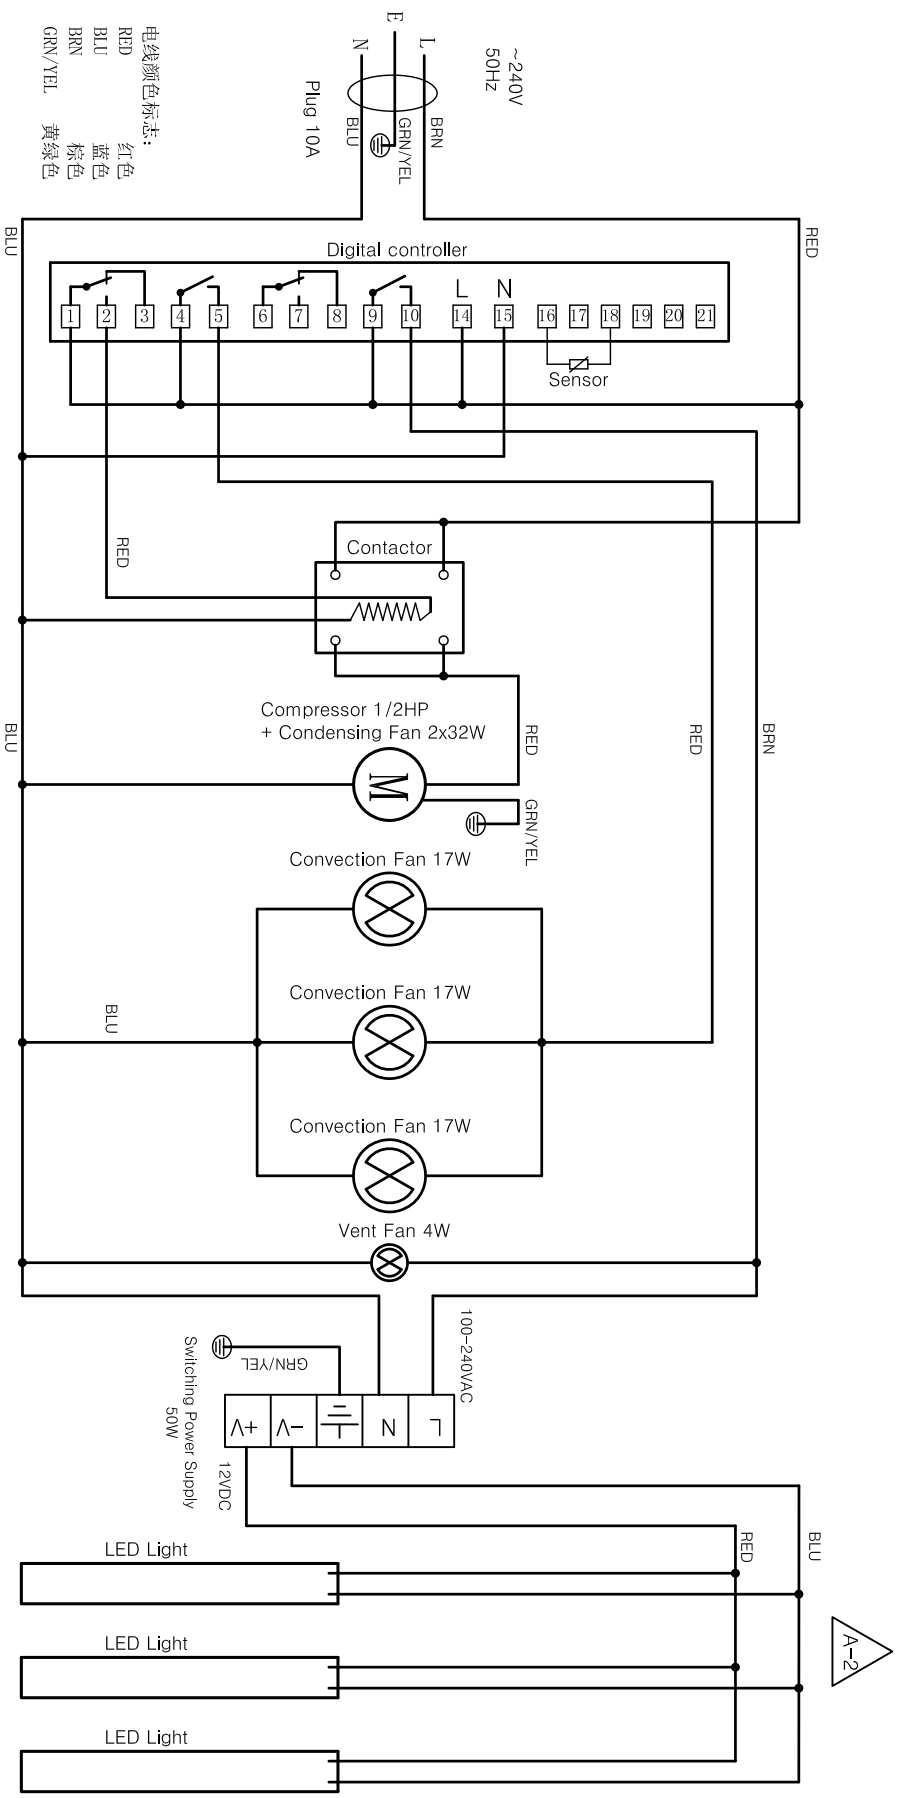 ~240V
50Hz
E
L
N
BRN
GRN/YEL
BLU
Plug 10A
电线颜色标志:
RED 红色
BLU 蓝色
BRN 棕色
GRN/YEL 黄绿色
BLU
RED
Digital controller
L N
1 2 3 4 5 6 7 8 9 10 14 15 16 17 18 19 20 21
Sensor
RED
Contactor
Compressor 1/2HP
+ Condensing Fan 2x32W
BLU
RED
RED
BRN
M
GRN/YEL
Convection Fan 17W
Convection Fan 17W
BLU
Convection Fan 17W
Vent Fan 4W
100-240VAC
GRN/YEL
Switching Power Supply
50W
V+ V- N L
12VDC
RED
BLU
LED Light
LED Light
LED Light
A-2